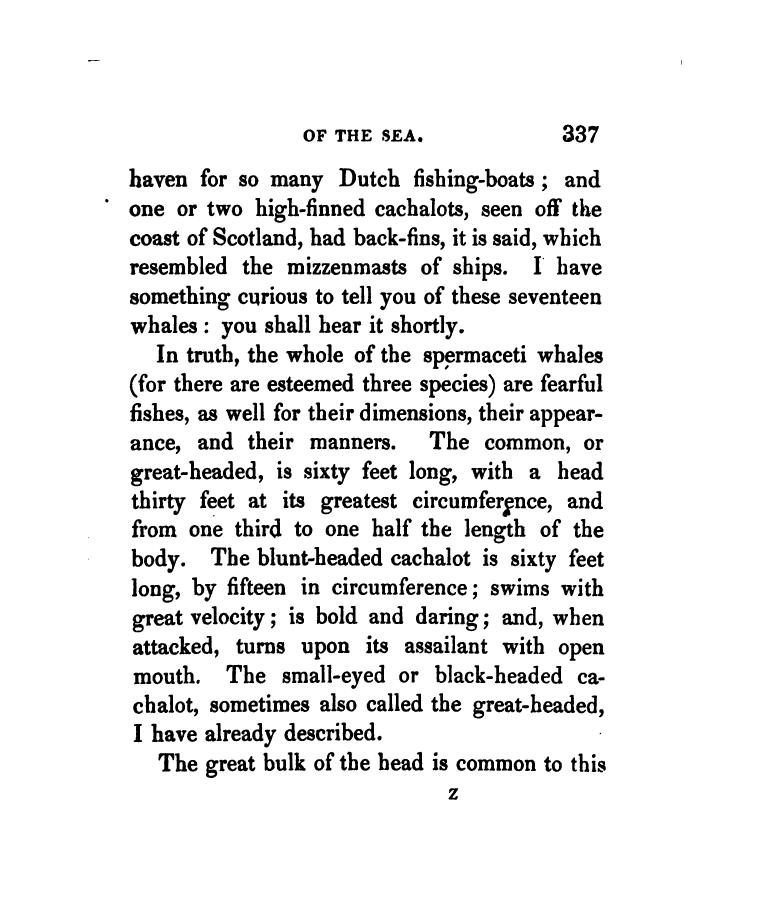 OF THE SEA. 337
haven for so many Dutch fishing-boats ; and
one or two high-finned cachalots, seen off the
coast of Scotland, had back-fins, it is said, which
resembled the mizzenmasts of ships. I have
something curious to tell you of these seventeen
whales : you shall hear it shortly.
In truth, the whole of the spermaceti whales
(for there are esteemed three species) are fearful
fishes, as well for their dimensions, their appear-
ance, and their manners. The common, or
great-headed, is sixty feet long, with a head
thirty feet at its greatest circumference, and
from one third to one half the length of the
body. The blunt-headed cachalot is sixty feet
long, by fifteen in circumference ; swims with
great velocity ; is bold and daring ; and, when
attacked, turns upon its assailant with open
mouth. The small-eyed or black-headed ca-
chalot, sometimes also called the great-headed,
I have already described.
The great bulk of the head is common to this
Z